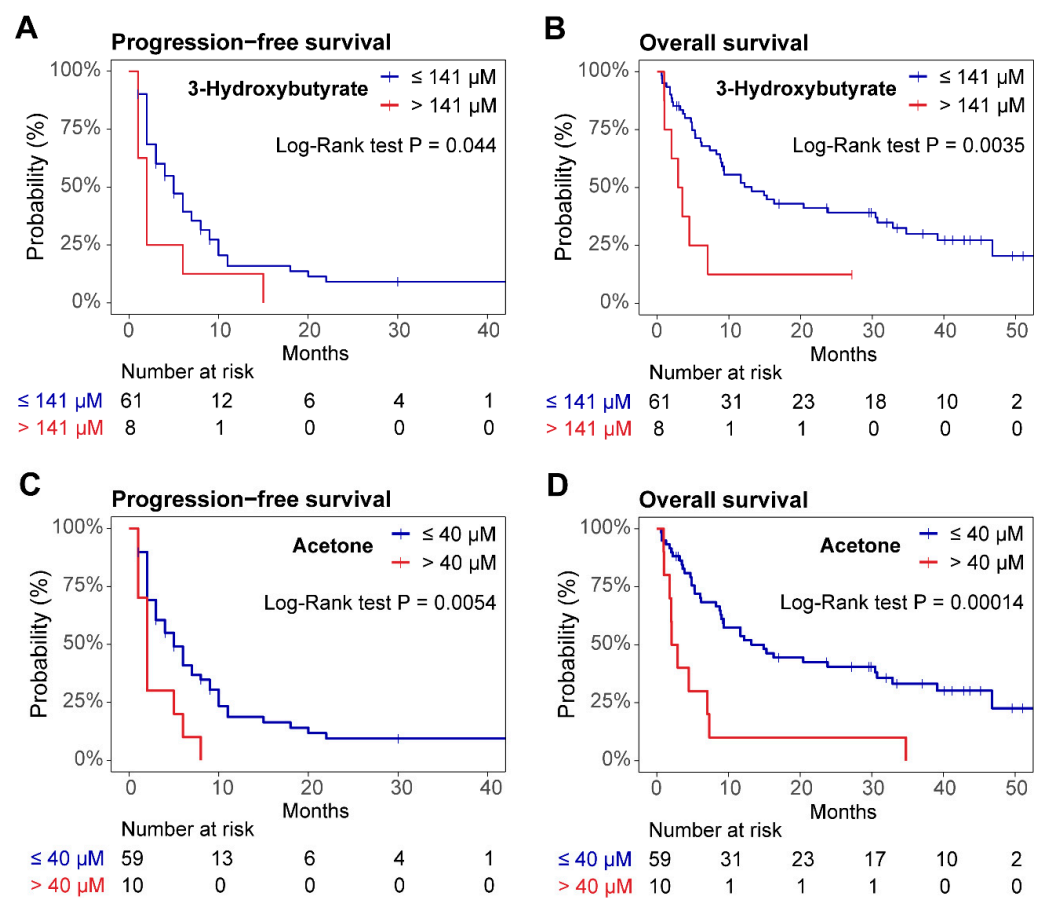 A
Progression−free survival
100%
75%
50%
25%
0%
Probability (%)
3-Hydroxybutyrate
≤ 141 µM
> 141 µM
Log-Rank test P = 0.044
0 10 20 30 40
Months
Number at risk
≤ 141 µM 61 12 6 4 1
> 141 µM 8 1 0 0 0
B
Overall survival
100%
75%
50%
25%
0%
Probability (%)
3-Hydroxybutyrate
≤ 141 µM
> 141 µM
Log-Rank test P = 0.0035
0 10 20 30 40 50
Months
Number at risk
≤ 141 µM 61 31 23 18 10 2
> 141 µM 8 1 1 0 0 0
C
Progression−free survival
100%
75%
50%
25%
0%
Probability (%)
Acetone
≤ 40 µM
> 40 µM
Log-Rank test P = 0.0054
0 10 20 30 40
Months
Number at risk
≤ 40 µM 59 13 6 4 1
> 40 µM 10 0 0 0 0
D
Overall survival
100%
75%
50%
25%
0%
Probability (%)
Acetone
≤ 40 µM
> 40 µM
Log-Rank test P = 0.00014
0 10 20 30 40 50
Months
Number at risk
≤ 40 µM 59 31 23 17 10 2
> 40 µM 10 1 1 1 0 0